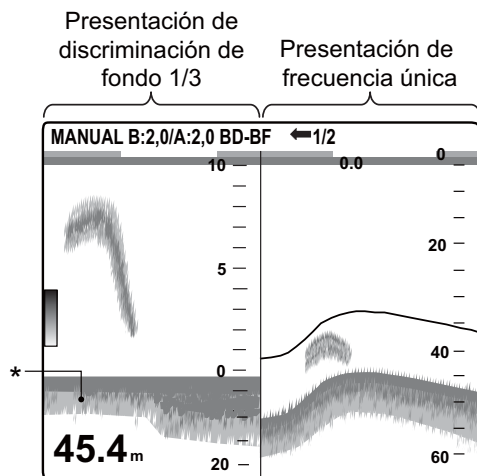 Presentación de
discriminación de
fondo 1/3
Presentación de
frecuencia única
MANUAL B:2,0/A:2,0 BD-BF ←1/2
10
5
0
20
*
45.4m
0.0
0
20
40
60